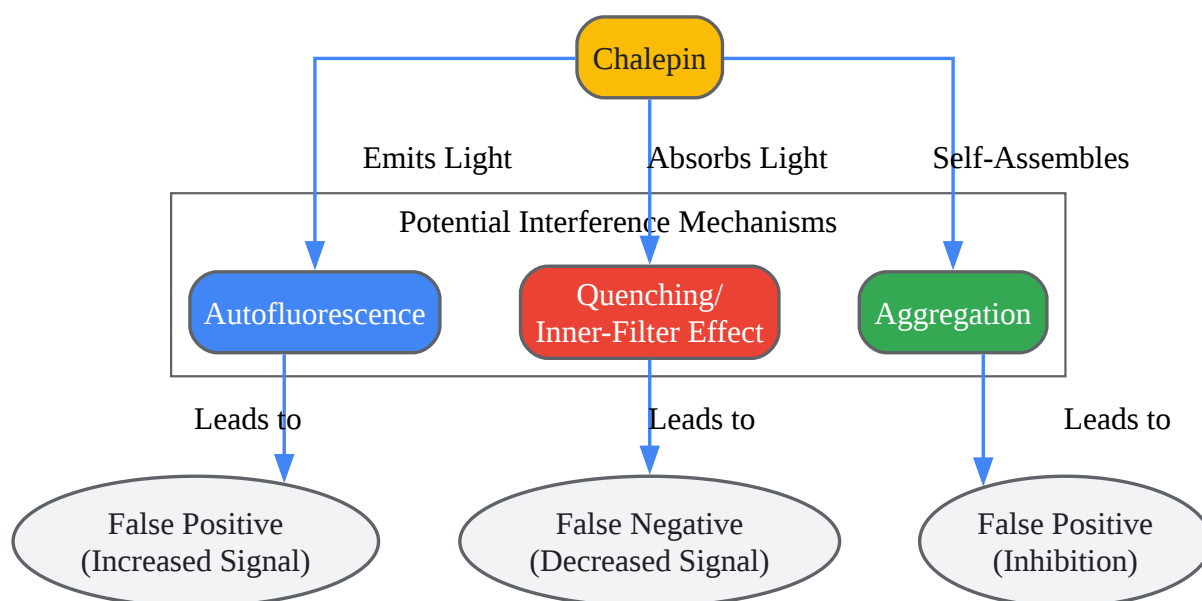 Chalepin
Emits Light
Absorbs Light
Self-Assembles
Potential Interference Mechanisms
Autofluorescence
Quenching/
Inner-Filter Effect
Aggregation
Leads to
Leads to
Leads to
False Positive
(Increased Signal)
False Negative
(Decreased Signal)
False Positive
(Inhibition)